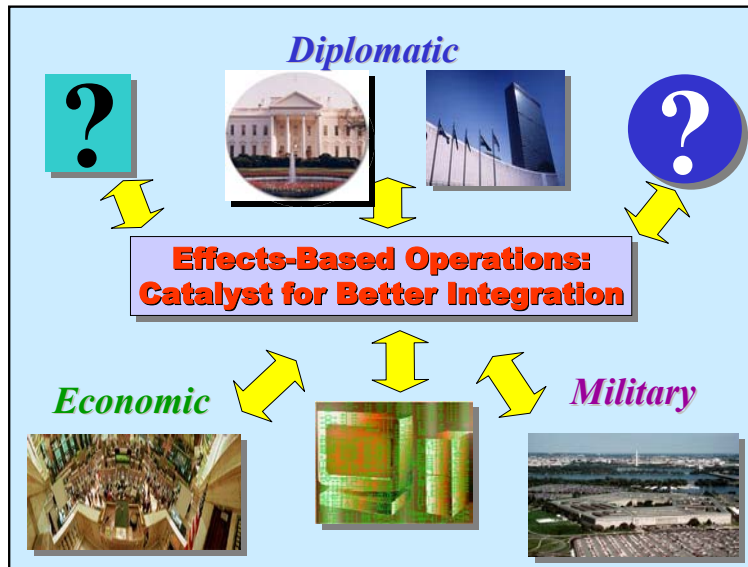 Diplomatic
?
?
Effects-Based Operations:
Catalyst for Better Integration
Economic
Military